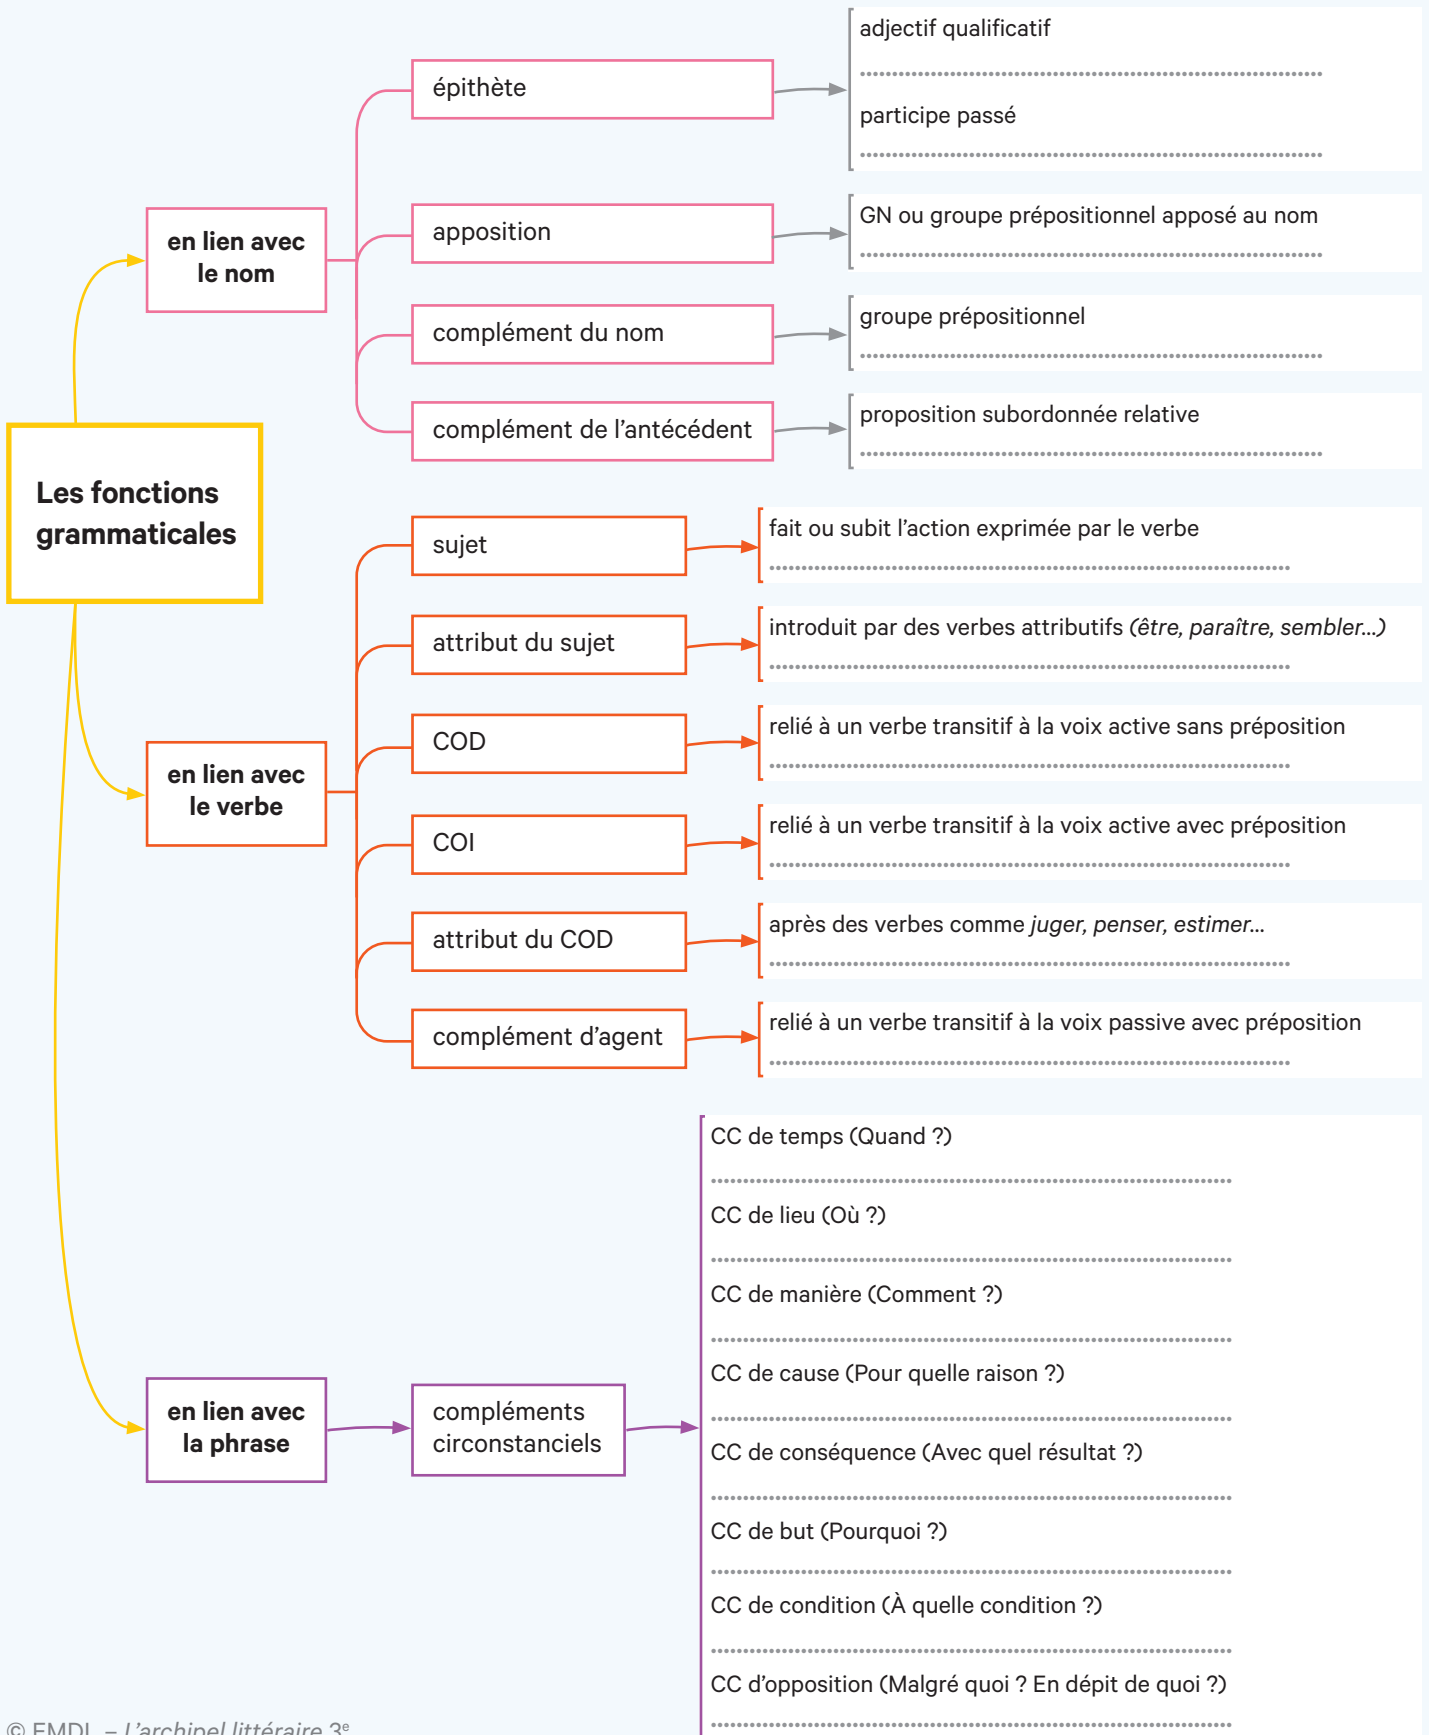 Les fonctions
grammaticales
en lien avec
le nom
épithète
adjectif qualificatif
participe passé
apposition
GN ou groupe prépositionnel apposé au nom
complément du nom
groupe prépositionnel
complément de l'antécédent
proposition subordonnée relative
en lien avec
le verbe
sujet
fait ou subit l'action exprimée par le verbe
attribut du sujet
introduit par des verbes attributifs (être, paraître, sembler...)
COD
relié à un verbe transitif à la voix active sans préposition
COI
relié à un verbe transitif à la voix active avec préposition
attribut du COD
après des verbes comme juger, penser, estimer...
complément d'agent
relié à un verbe transitif à la voix passive avec préposition
en lien avec
la phrase
compléments
circonstanciels
CC de temps (Quand ?)
CC de lieu (Où ?)
CC de manière (Comment ?)
CC de cause (Pour quelle raison ?)
CC de conséquence (Avec quel résultat ?)
CC de but (Pourquoi ?)
CC de condition (À quelle condition ?)
CC d'opposition (Malgré quoi ? En dépit de quoi ?)
© EMDL – L'archipel littéraire 3e